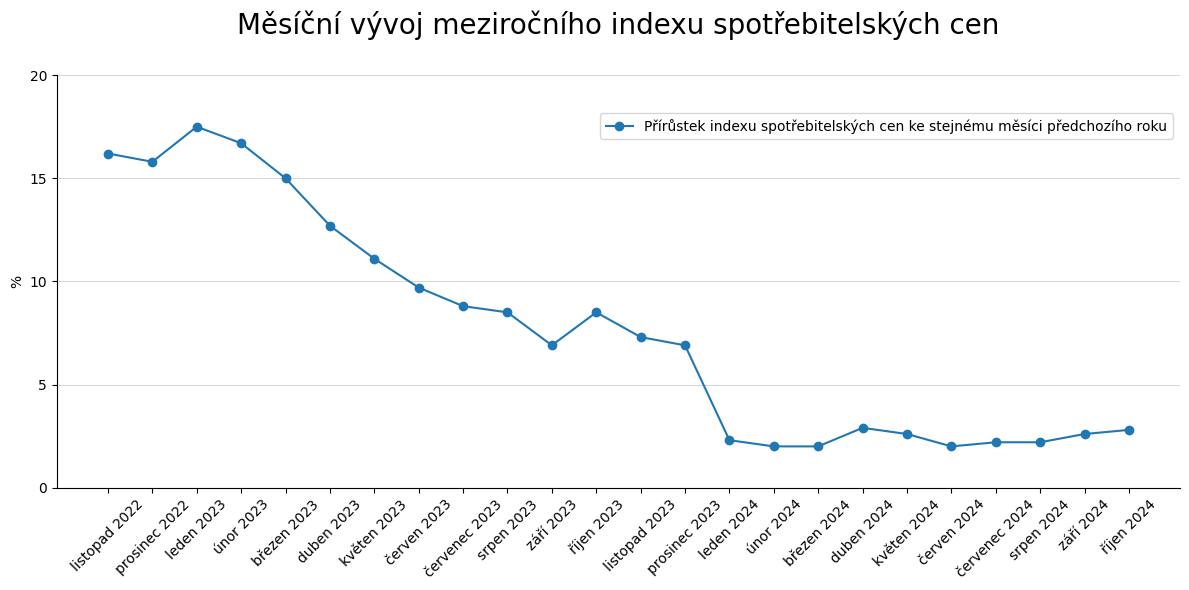 Měsíční vývoj meziročního indexu spotřebitelských cen
20
15
10
5
0
%
Přírůstek indexu spotřebitelských cen ke stejnému měsíci předchozího roku
listopad 2022
prosinec 2022
leden 2023
únor 2023
březen 2023
duben 2023
květen 2023
červen 2023
červenec 2023
srpen 2023
září 2023
říjen 2023
listopad 2023
prosinec 2023
leden 2024
únor 2024
březen 2024
duben 2024
květen 2024
červen 2024
červenec 2024
srpen 2024
září 2024
říjen 2024